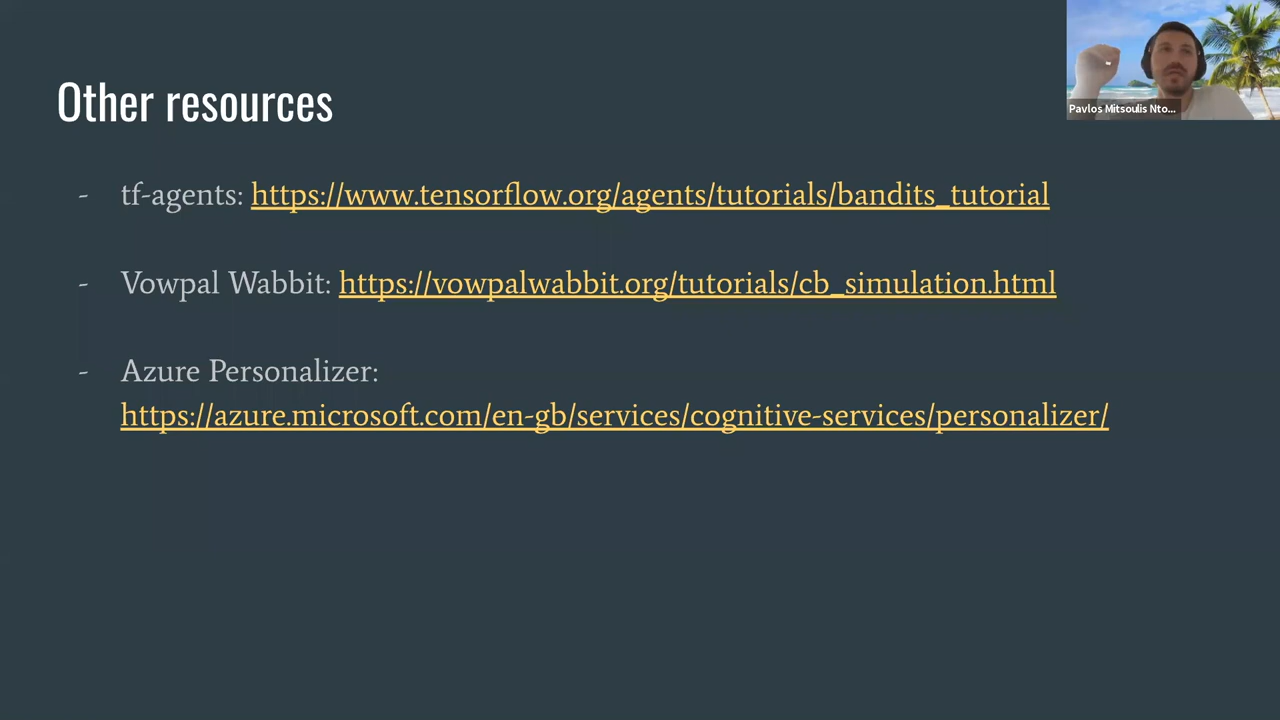 Other resources
Pavlos Mitsoulis Nto...
- tf-agents: https://www.tensorflow.org/agents/tutorials/bandits_tutorial
- Vowpal Wabbit: https://vowpalwabbit.org/tutorials/cb_simulation.html
- Azure Personalizer:
https://azure.microsoft.com/en-gb/services/cognitive-services/personalizer/